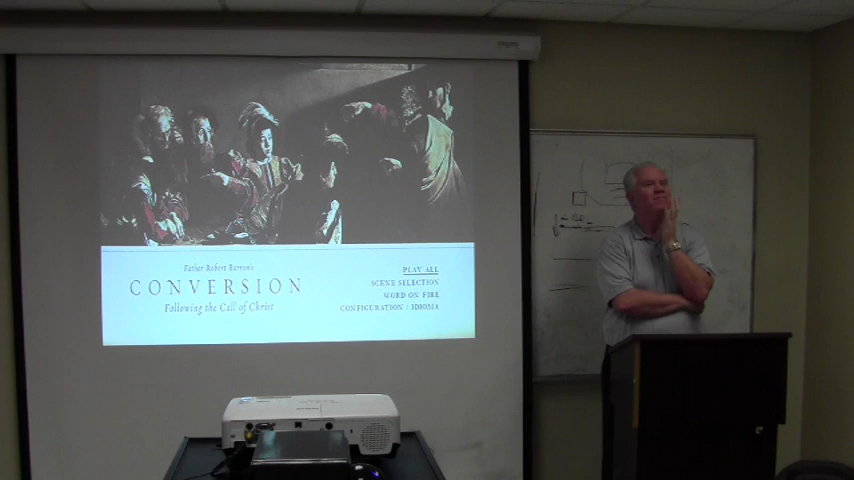 Father Robert Barron's
CONVERSION
Following the Call of Christ
PLAY ALL
SCENE SELECTION
WORD ON FIRE
CONFIGURATION / IDIOMA